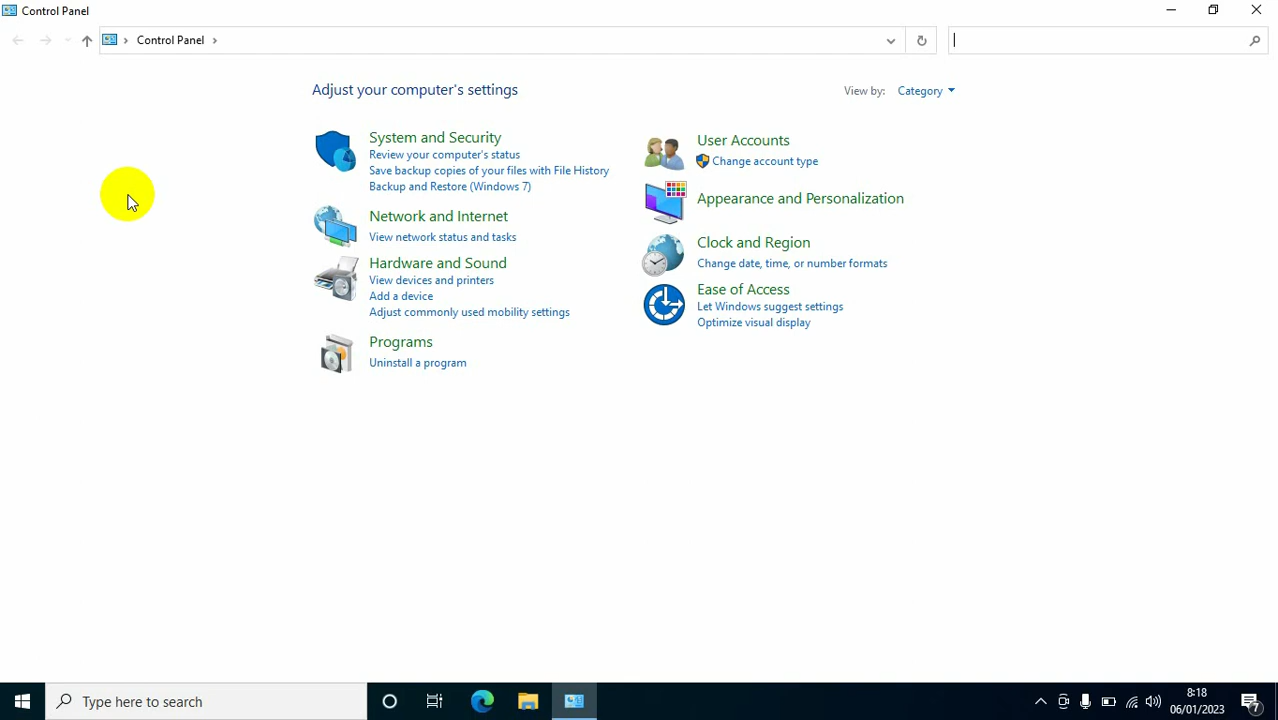 Control Panel
Control Panel
Adjust your computer's settings
View by: Category
System and Security
Review your computer's status
Save backup copies of your files with File History
Backup and Restore (Windows 7)
Network and Internet
View network status and tasks
Hardware and Sound
View devices and printers
Add a device
Adjust commonly used mobility settings
Programs
Uninstall a program
User Accounts
Change account type
Appearance and Personalization
Clock and Region
Change date, time, or number formats
Ease of Access
Let Windows suggest settings
Optimize visual display
Type here to search
8:18
06/01/2023
7